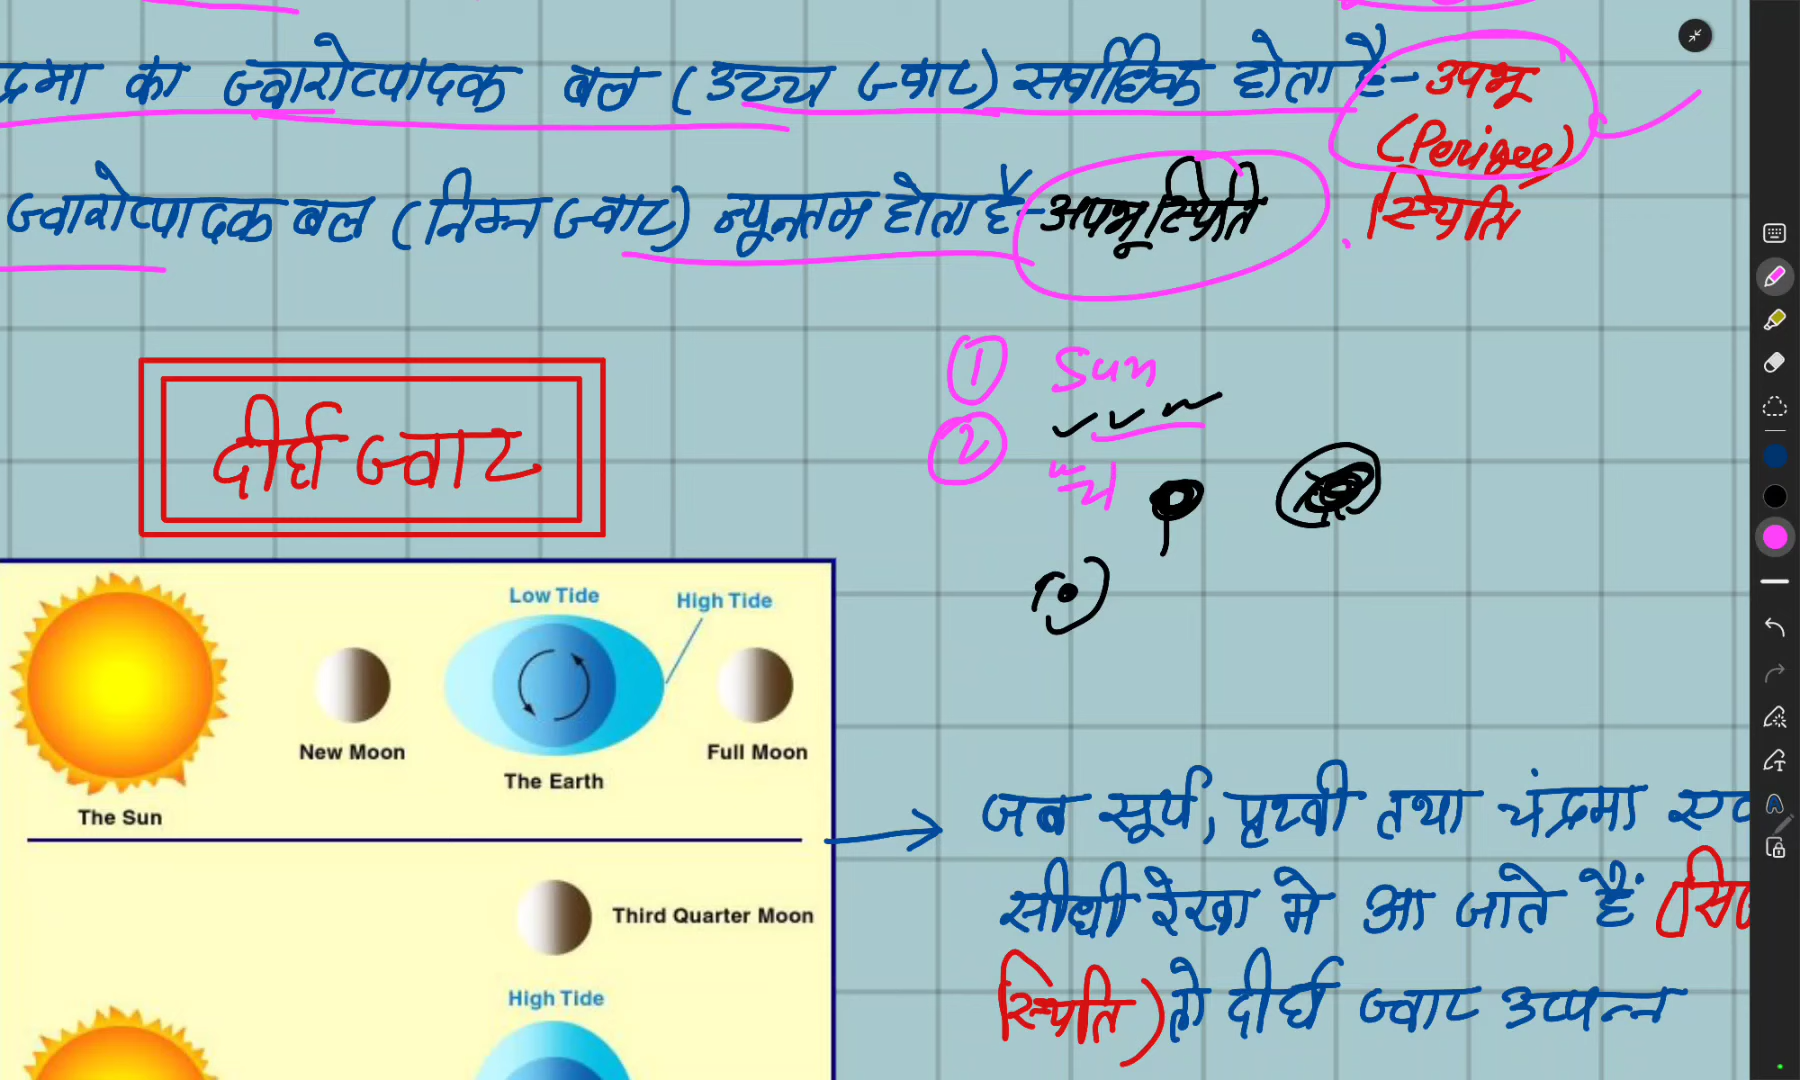 द्रमा का ज्वारोत्पादक बल (उच्च ज्वार) सर्वाधिक होता है- उपभू
(Perigee)
स्थिति
ज्वारोत्पादक बल (निम्न ज्वार) न्यूनतम होता है- अपभू स्थिति
① Sun
②
दीर्घ ज्वार
Low Tide
High Tide
New Moon
Full Moon
The Earth
The Sun
Third Quarter Moon
High Tide
जब सूर्य, पृथ्वी तथा चंद्रमा एक
सीधी रेखा मे आ जाते हैं (सि
स्थिति) तो दीर्घ ज्वार उत्पन्न